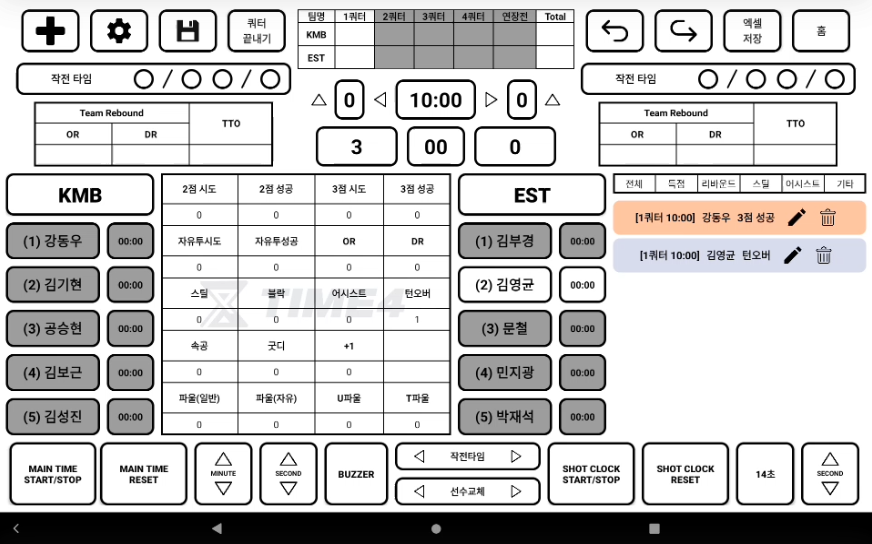 쿼터
끝내기
팀명 1쿼터 2쿼터 3쿼터 4쿼터 연장전 Total
KMB
EST
엑셀
저장
홈
작전 타임 / / /
0 10:00 0
작전 타임 / / /
Team Rebound TTO
OR DR
3 00 0
Team Rebound TTO
OR DR
KMB
(1) 강동우 00:00
(2) 김기현 00:00
(3) 공승현 00:00
(4) 김보근 00:00
(5) 김성진 00:00
2점 시도 2점 성공 3점 시도 3점 성공
0 0 0 0
자유투시도 자유투성공 OR DR
0 0 0 0
스틸 블락 어시스트 턴오버
0 0 0 1
속공 굿디 +1
0 0 0
파울(일반) 파울(자유) U파울 T파울
0 0 0 0
TIME4
EST
(1) 김부경 00:00
(2) 김영균 00:00
(3) 문철 00:00
(4) 민지광 00:00
(5) 박재석 00:00
전체 득점 리바운드 스틸 어시스트 기타
[1쿼터 10:00] 강동우 3점 성공
[1쿼터 10:00] 김영균 턴오버
MAIN TIME
START/STOP
MAIN TIME
RESET
MINUTE
SECOND
BUZZER
작전타임
선수교체
SHOT CLOCK
START/STOP
SHOT CLOCK
RESET
14초
SECOND